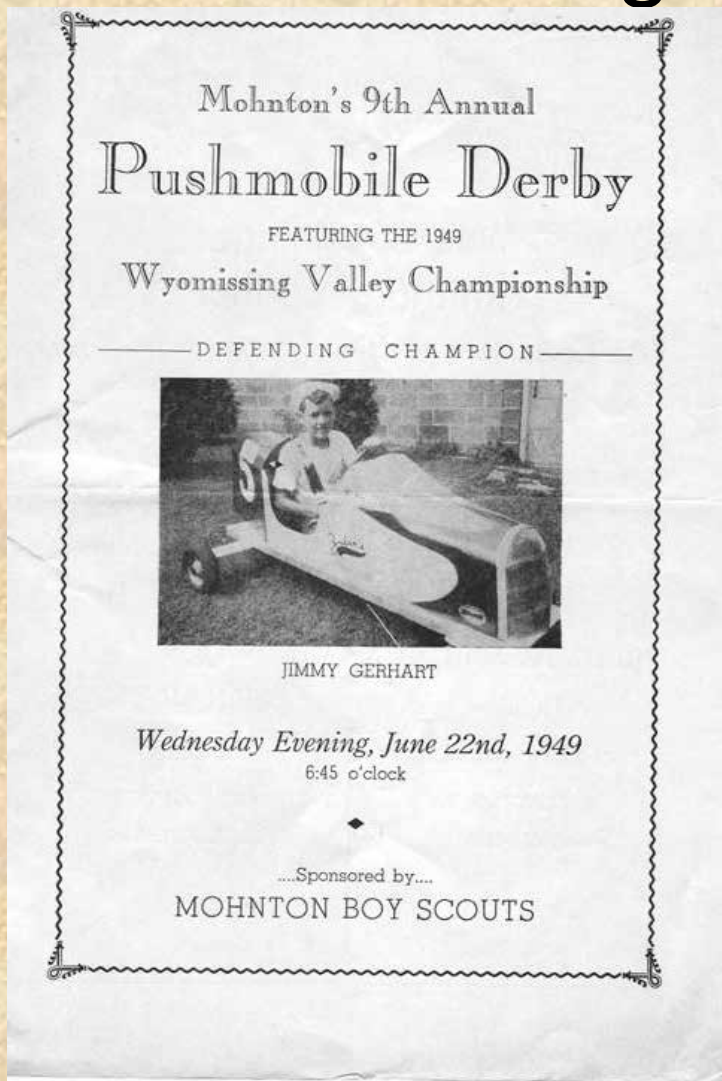 Mohnton's 9th Annual
Pushmobile Derby
FEATURING THE 1949
Wyomissing Valley Championship
DEFENDING CHAMPION
JIMMY GERHART
Wednesday Evening, June 22nd, 1949
6:45 o'clock
....Sponsored by....
MOHNTON BOY SCOUTS